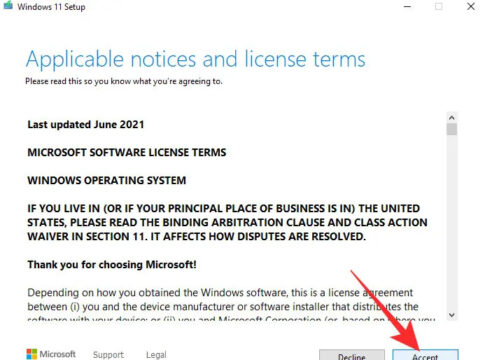 Windows 11 Setup
Applicable notices and license terms
Please read this so you know what you're agreeing to.
Last updated June 2021
MICROSOFT SOFTWARE LICENSE TERMS
WINDOWS OPERATING SYSTEM
IF YOU LIVE IN (OR IF YOUR PRINCIPAL PLACE OF BUSINESS IS IN) THE UNITED
STATES, PLEASE READ THE BINDING ARBITRATION CLAUSE AND CLASS ACTION
WAIVER IN SECTION 11. IT AFFECTS HOW DISPUTES ARE RESOLVED.
Thank you for choosing Microsoft!
Depending on how you obtained the Windows software, this is a license agreement
between (i) you and the device manufacturer or software installer that distributes the
software with your device; or (ii) you and Microsoft Corporation (or, based on where you
Microsoft Support Legal Decline Accept